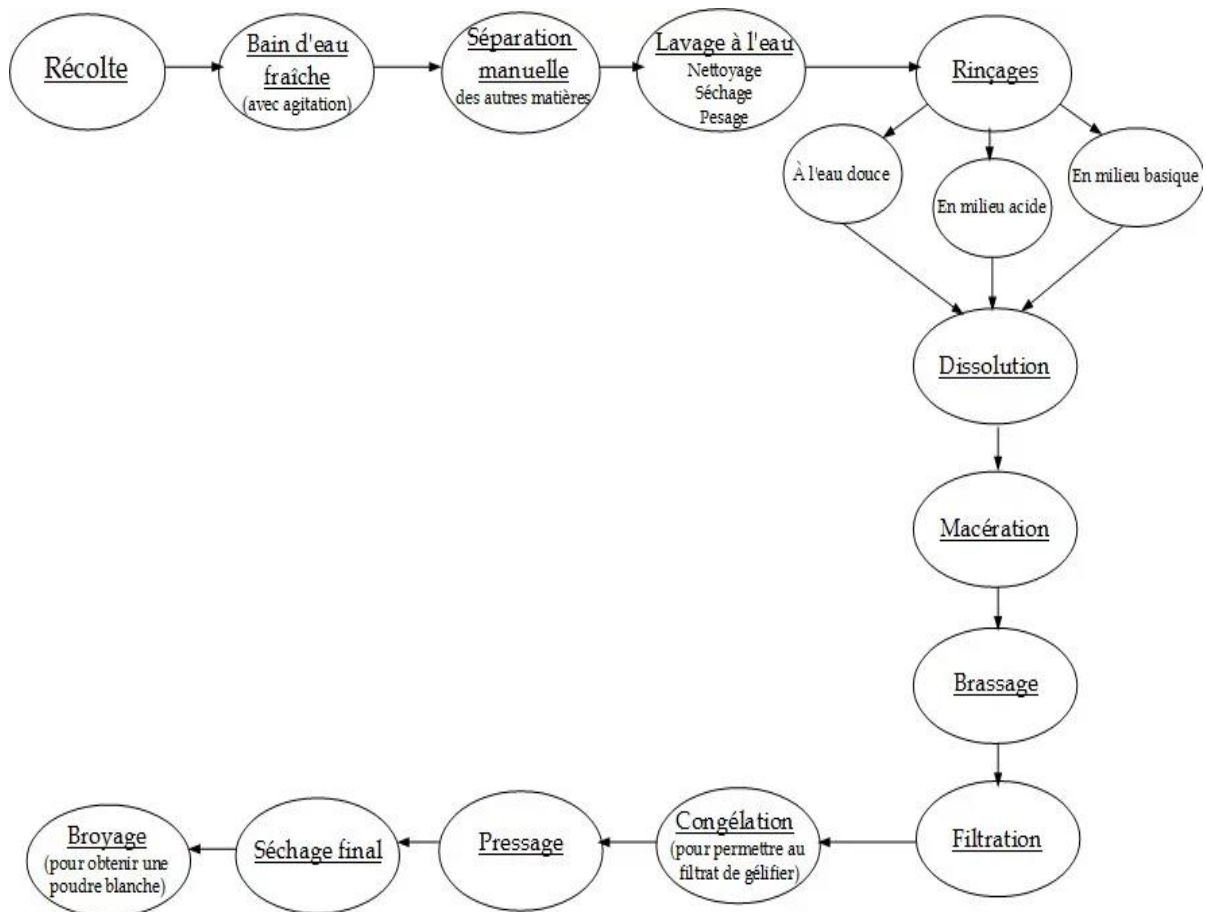 Récolte
Bain d'eau
fraîche
(avec agitation)
Séparation
manuelle
des autres matières
Lavage à l'eau
Nettoyage
Séchage
Pesage
Rinçages
À l'eau douce
En milieu acide
En milieu basique
Dissolution
Macération
Brassage
Filtration
Congélation
(pour permettre au
filtrat de gélifier)
Pressage
Séchage final
Broyage
(pour obtenir une
poudre blanche)